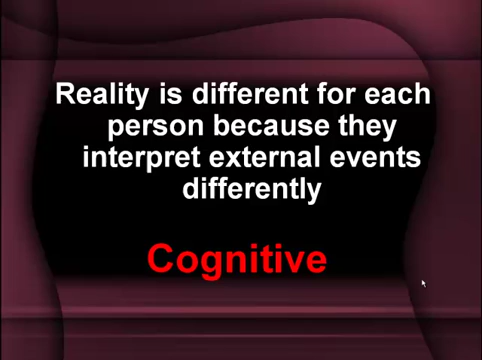 Reality is different for each
person because they
interpret external events
differently
Cognitive